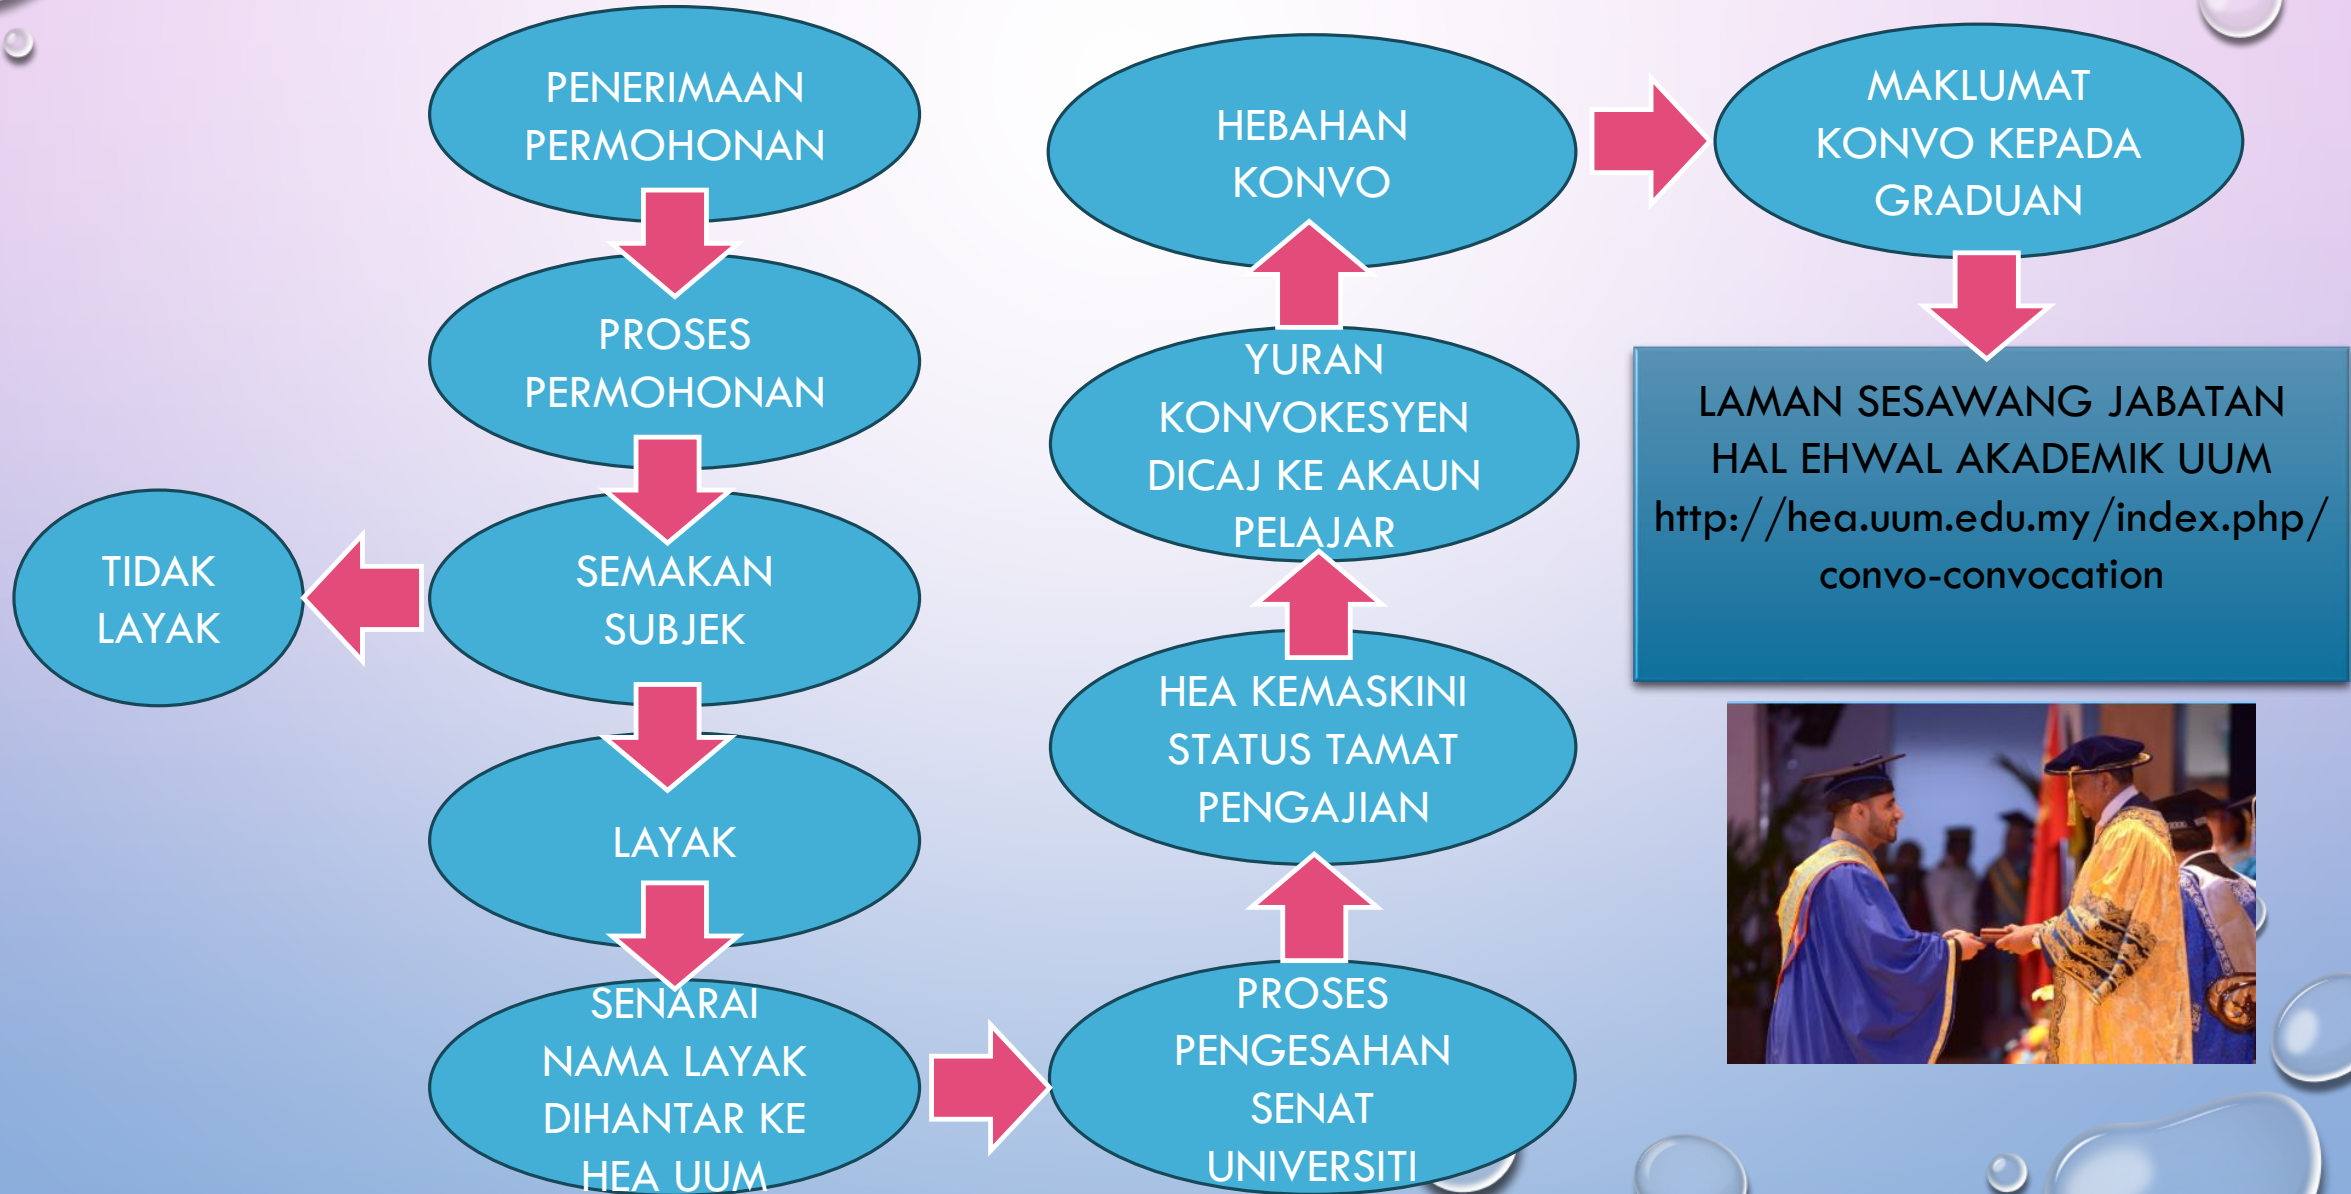 PENERIMAAN
PERMOHONAN
PROSES
PERMOHONAN
SEMAKAN
SUBJEK
TIDAK
LAYAK
LAYAK
SENARAI
NAMA LAYAK
DIHANTAR KE
HEA UUM
PROSES
PENGESAHAN
SENAT
UNIVERSITI
HEA KEMASKINI
STATUS TAMAT
PENGAJIAN
YURAN
KONVOKESYEN
DICAJ KE AKAUN
PELAJAR
HEBAHAN
KONVO
MAKLUMAT
KONVO KEPADA
GRADUAN
LAMAN SESAWANG JABATAN
HAL EHWAL AKADEMIK UUM
http://hea.uum.edu.my/index.php/
convo-convocation